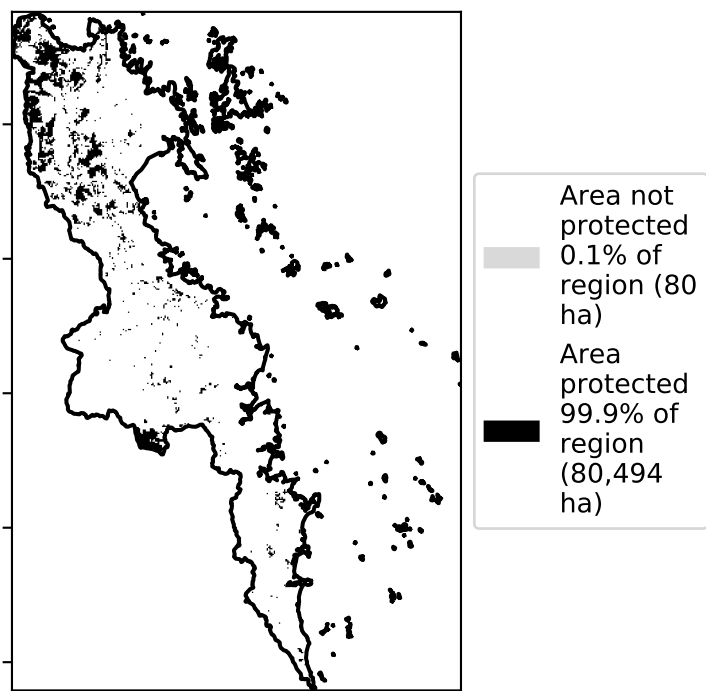 Area not
protected
0.1% of
region (80
ha)
Area
protected
99.9% of
region
(80,494
ha)